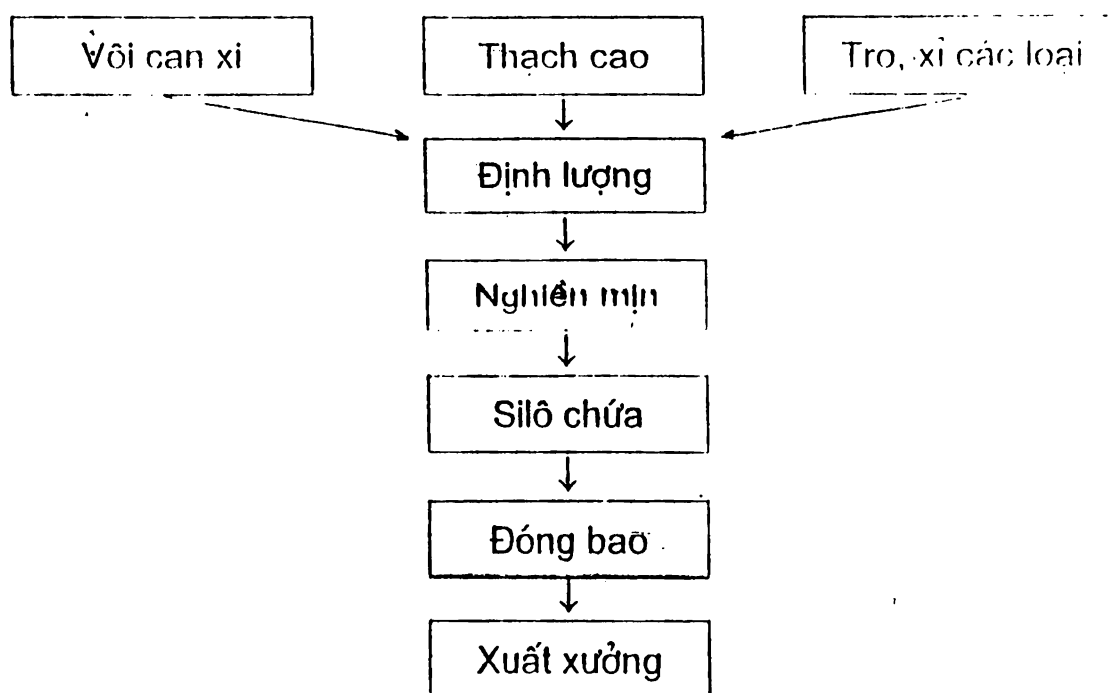 Vôi can xi
Thạch cao
Tro, xỉ các loại
Định lượng
Nghiền mịn
Silô chứa
Đóng bao
Xuất xưởng